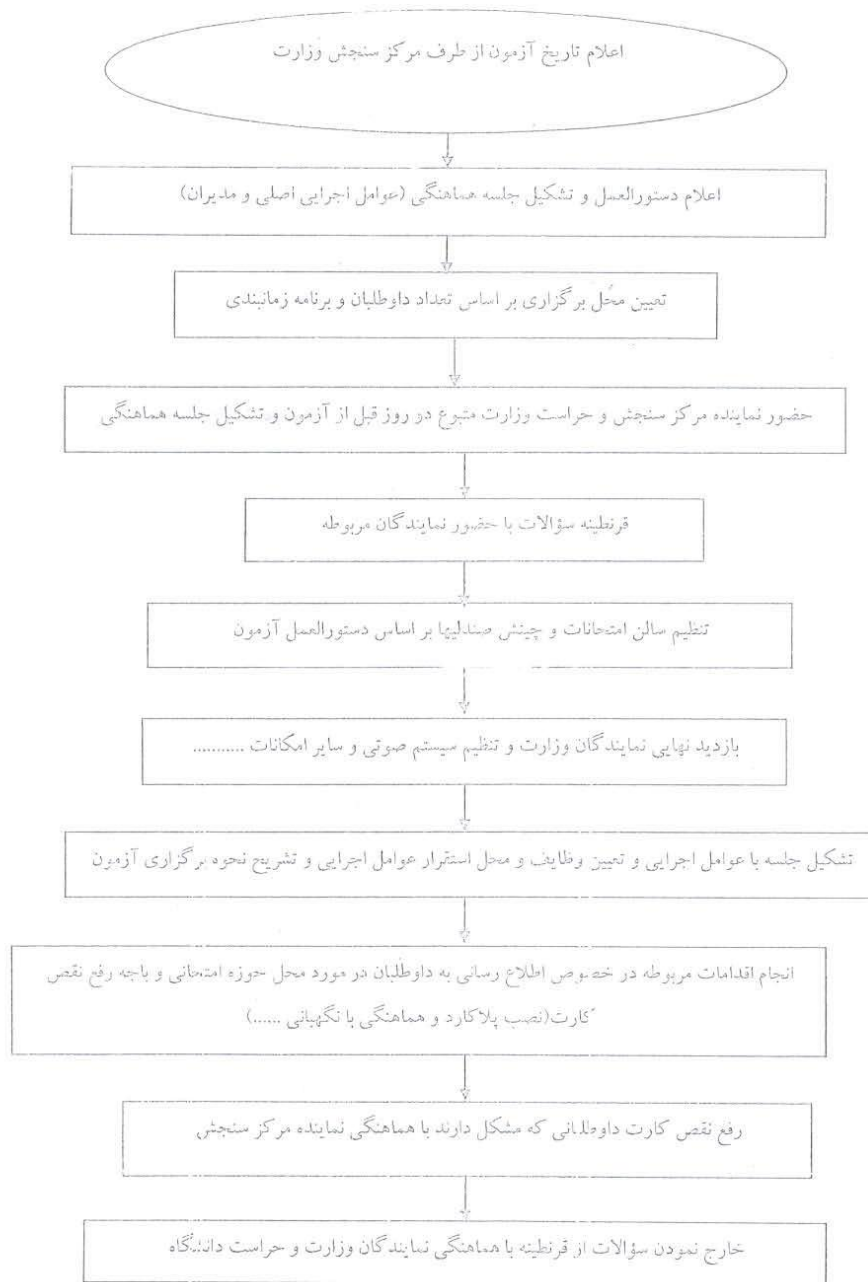 اعلام تاریخ آزمون از طرف مرکز سنجش وزارت
اعلام دستورالعمل و تشکیل جلسه هماهنگی (عوامل اجرایی اصلی و مدیران)
تعیین محل برگزاری بر اساس تعداد داوطلبان و برنامه زمانبندی
حضور نماینده مرکز سنجش و حراست وزارت متبوع دو روز قبل از آزمون و تشکیل جلسه هماهنگی
قرنطینه سؤالات با حضور نمایندگان مربوطه
تنظیم سالن امتحانات و چینش صندلیها بر اساس دستورالعمل آزمون
بازدید نهایی نمایندگان وزارت و تنظیم سیستم صوتی و سایر امکانات ...........
تشکیل جلسه با عوامل اجرایی و تعیین وظایف و محل استقرار عوامل اجرایی و تشریح نحوه برگزاری آزمون
انجام اقدامات مربوطه در خصوص اطلاع رسانی به داوطلبان در مورد محل حوزه امتحانی و باجه رفع نقص
کارت(نصب پلاکارد و هماهنگی با نگهبانی ......)
رفع نقص کارت داوطلبانی که مشکل دارند با هماهنگی نماینده مرکز سنجش
خارج نمودن سؤالات از قرنطینه با هماهنگی نمایندگان وزارت و حراست دانشگاه